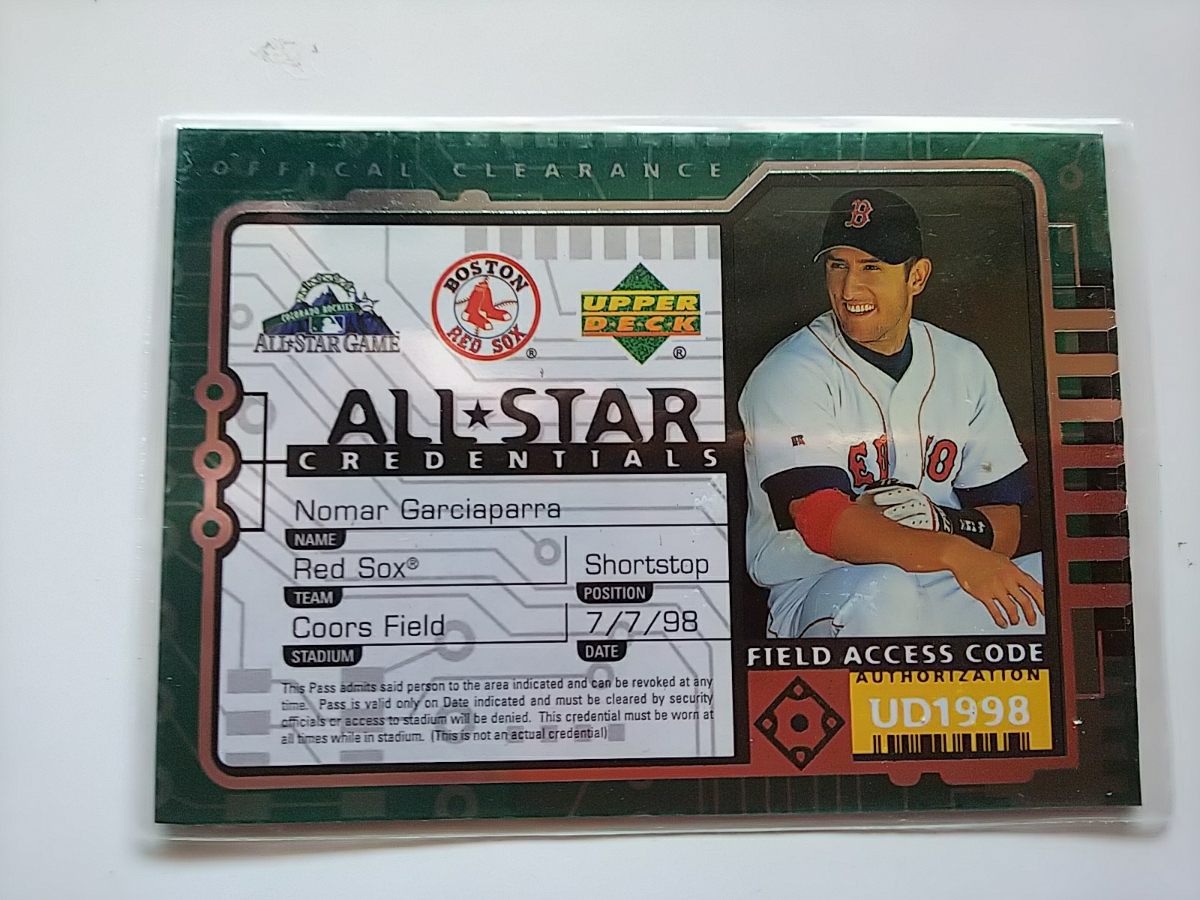 OFFICAL CLEARANCE
COLORADO ROCKIES
ALL★STAR GAME
BOSTON
RED SOX
®
UPPER
DECK
®
ALL★STAR
CREDENTIALS
Nomar Garciaparra
NAME
Red Sox®
Shortstop
TEAM
POSITION
Coors Field
7/7/98
STADIUM
DATE
This Pass admits said person to the area indicated and can be revoked at any
time. Pass is valid only on Date indicated and must be cleared by security
officials or access to stadium will be denied. This credential must be worn at
all times while in stadium. (This is not an actual credential)
B
FIELD ACCESS CODE
AUTHORIZATION
UD1998